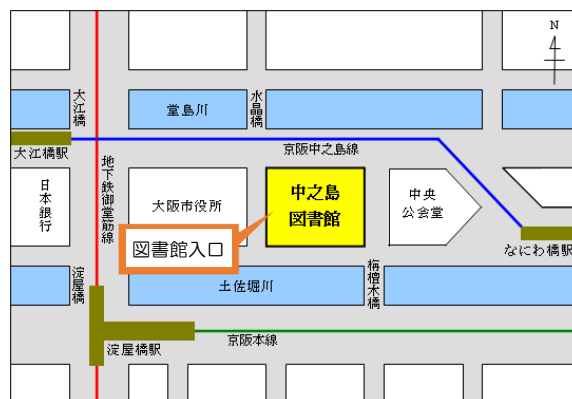 N
大江橋
堂島川
水晶橋
大江橋駅
京阪中之島線
地下鉄御堂筋線
日本銀行
大阪市役所
中之島
図書館
中央
公会堂
図書館入口
なにわ橋駅
淀屋橋
土佐堀川
栴檀木橋
淀屋橋駅
京阪本線